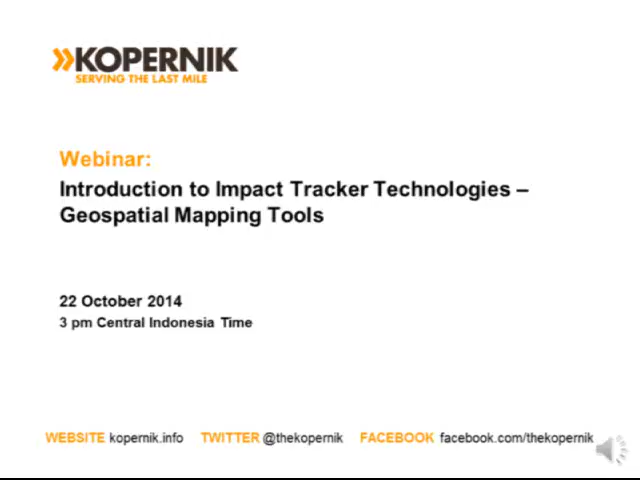 KOPERNIK
SERVING THE LAST MILE
Webinar:
Introduction to Impact Tracker Technologies –
Geospatial Mapping Tools
22 October 2014
3 pm Central Indonesia Time
WEBSITE kopernik.info TWITTER @thekopernik FACEBOOK facebook.com/thekopernik